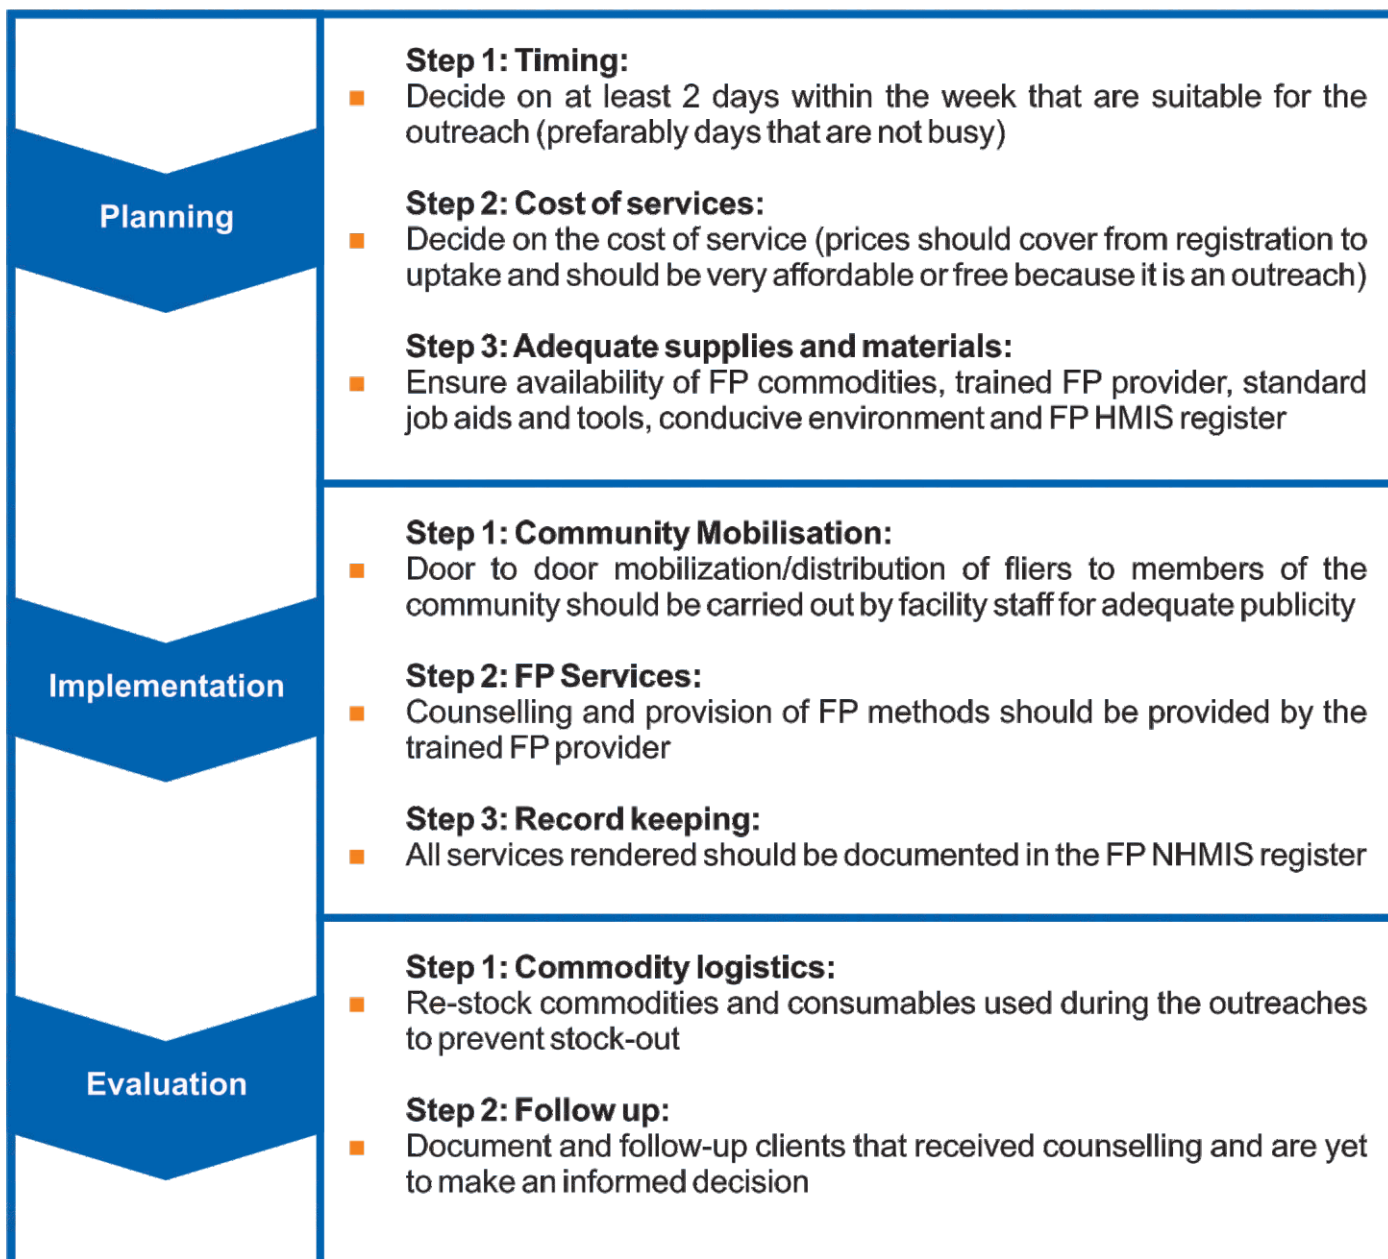 Planning
Step 1: Timing:
Decide on at least 2 days within the week that are suitable for the
outreach (prefarably days that are not busy)
Step 2: Cost of services:
Decide on the cost of service (prices should cover from registration to
uptake and should be very affordable or free because it is an outreach)
Step 3: Adequate supplies and materials:
Ensure availability of FP commodities, trained FP provider, standard
job aids and tools, conducive environment and FP HMIS register
Implementation
Step 1: Community Mobilisation:
Door to door mobilization/distribution of fliers to members of the
community should be carried out by facility staff for adequate publicity
Step 2: FP Services:
Counselling and provision of FP methods should be provided by the
trained FP provider
Step 3: Record keeping:
All services rendered should be documented in the FP NHMIS register
Evaluation
Step 1: Commodity logistics:
Re-stock commodities and consumables used during the outreaches
to prevent stock-out
Step 2: Follow up:
Document and follow-up clients that received counselling and are yet
to make an informed decision